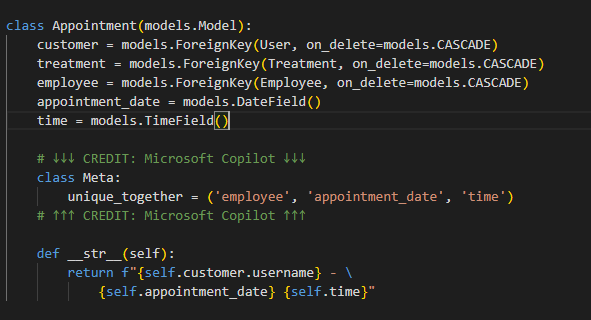 class Appointment(models.Model):
    customer = models.ForeignKey(User, on_delete=models.CASCADE)
    treatment = models.ForeignKey(Treatment, on_delete=models.CASCADE)
    employee = models.ForeignKey(Employee, on_delete=models.CASCADE)
    appointment_date = models.DateField()
    time = models.TimeField()

    # ↓↓↓ CREDIT: Microsoft Copilot ↓↓↓
    class Meta:
        unique_together = ('employee', 'appointment_date', 'time')
    # ↑↑↑ CREDIT: Microsoft Copilot ↑↑↑

    def __str__(self):
        return f"{self.customer.username} - \
            {self.appointment_date} {self.time}"